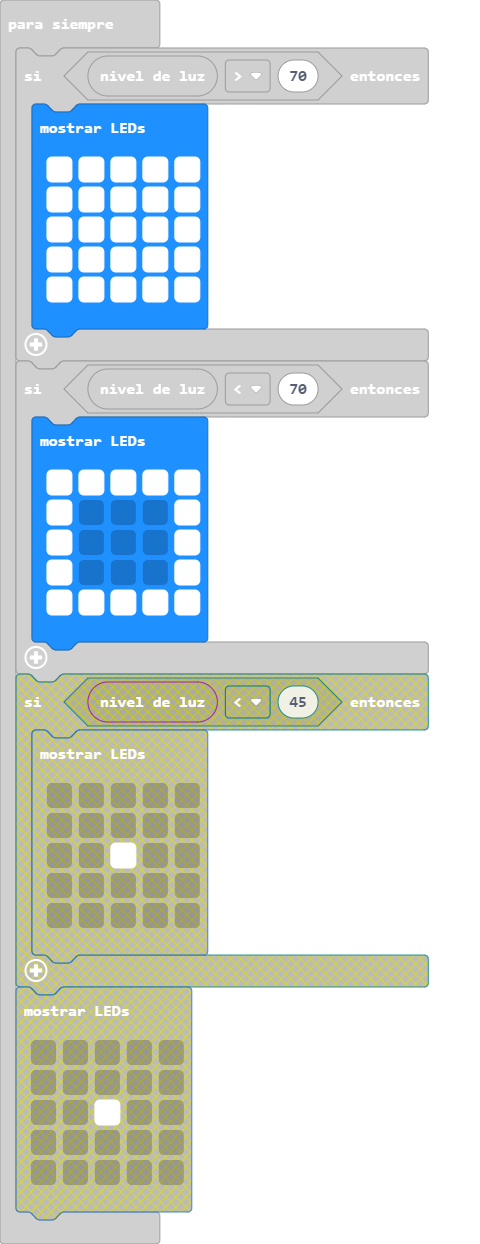 para siempre
si nivel de luz > 70 entonces
mostrar LEDs
si nivel de luz < 70 entonces
mostrar LEDs
si nivel de luz < 45 entonces
mostrar LEDs
mostrar LEDs